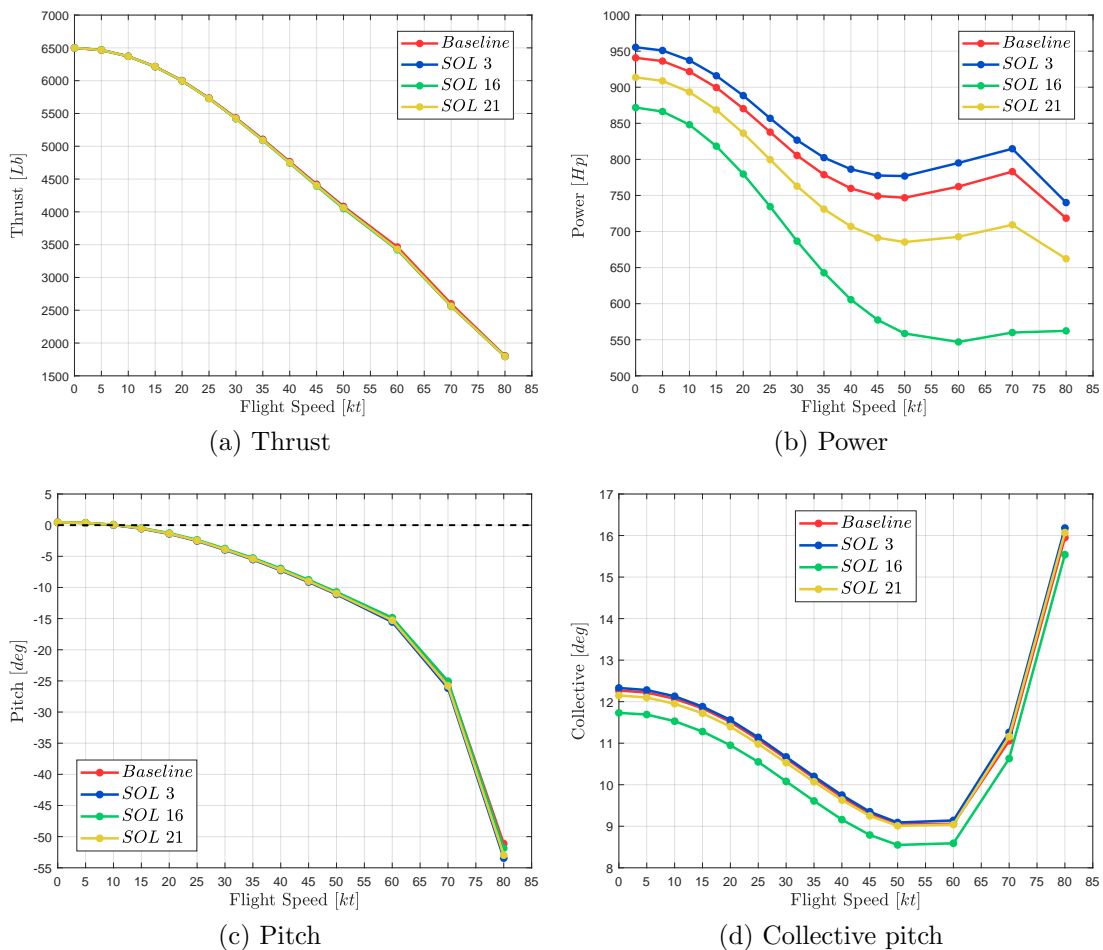 6500
6000
5500
5000
4500
4000
3500
3000
2500
2000
1500
Thrust [Lb]
Baseline
SOL 3
SOL 16
SOL 21
0 5 10 15 20 25 30 35 40 45 50 55 60 65 70 75 80 85
Flight Speed [kt]
(a) Thrust
1000
950
900
850
800
750
700
650
600
550
500
Power [Hp]
Baseline
SOL 3
SOL 16
SOL 21
0 5 10 15 20 25 30 35 40 45 50 55 60 65 70 75 80 85
Flight Speed [kt]
(b) Power
5
0
-5
-10
-15
-20
-25
-30
-35
-40
-45
-50
-55
Pitch [deg]
Baseline
SOL 3
SOL 16
SOL 21
0 5 10 15 20 25 30 35 40 45 50 55 60 65 70 75 80 85
Flight Speed [kt]
(c) Pitch
17
16
15
14
13
12
11
10
9
8
Collective [deg]
Baseline
SOL 3
SOL 16
SOL 21
0 5 10 15 20 25 30 35 40 45 50 55 60 65 70 75 80 85
Flight Speed [kt]
(d) Collective pitch